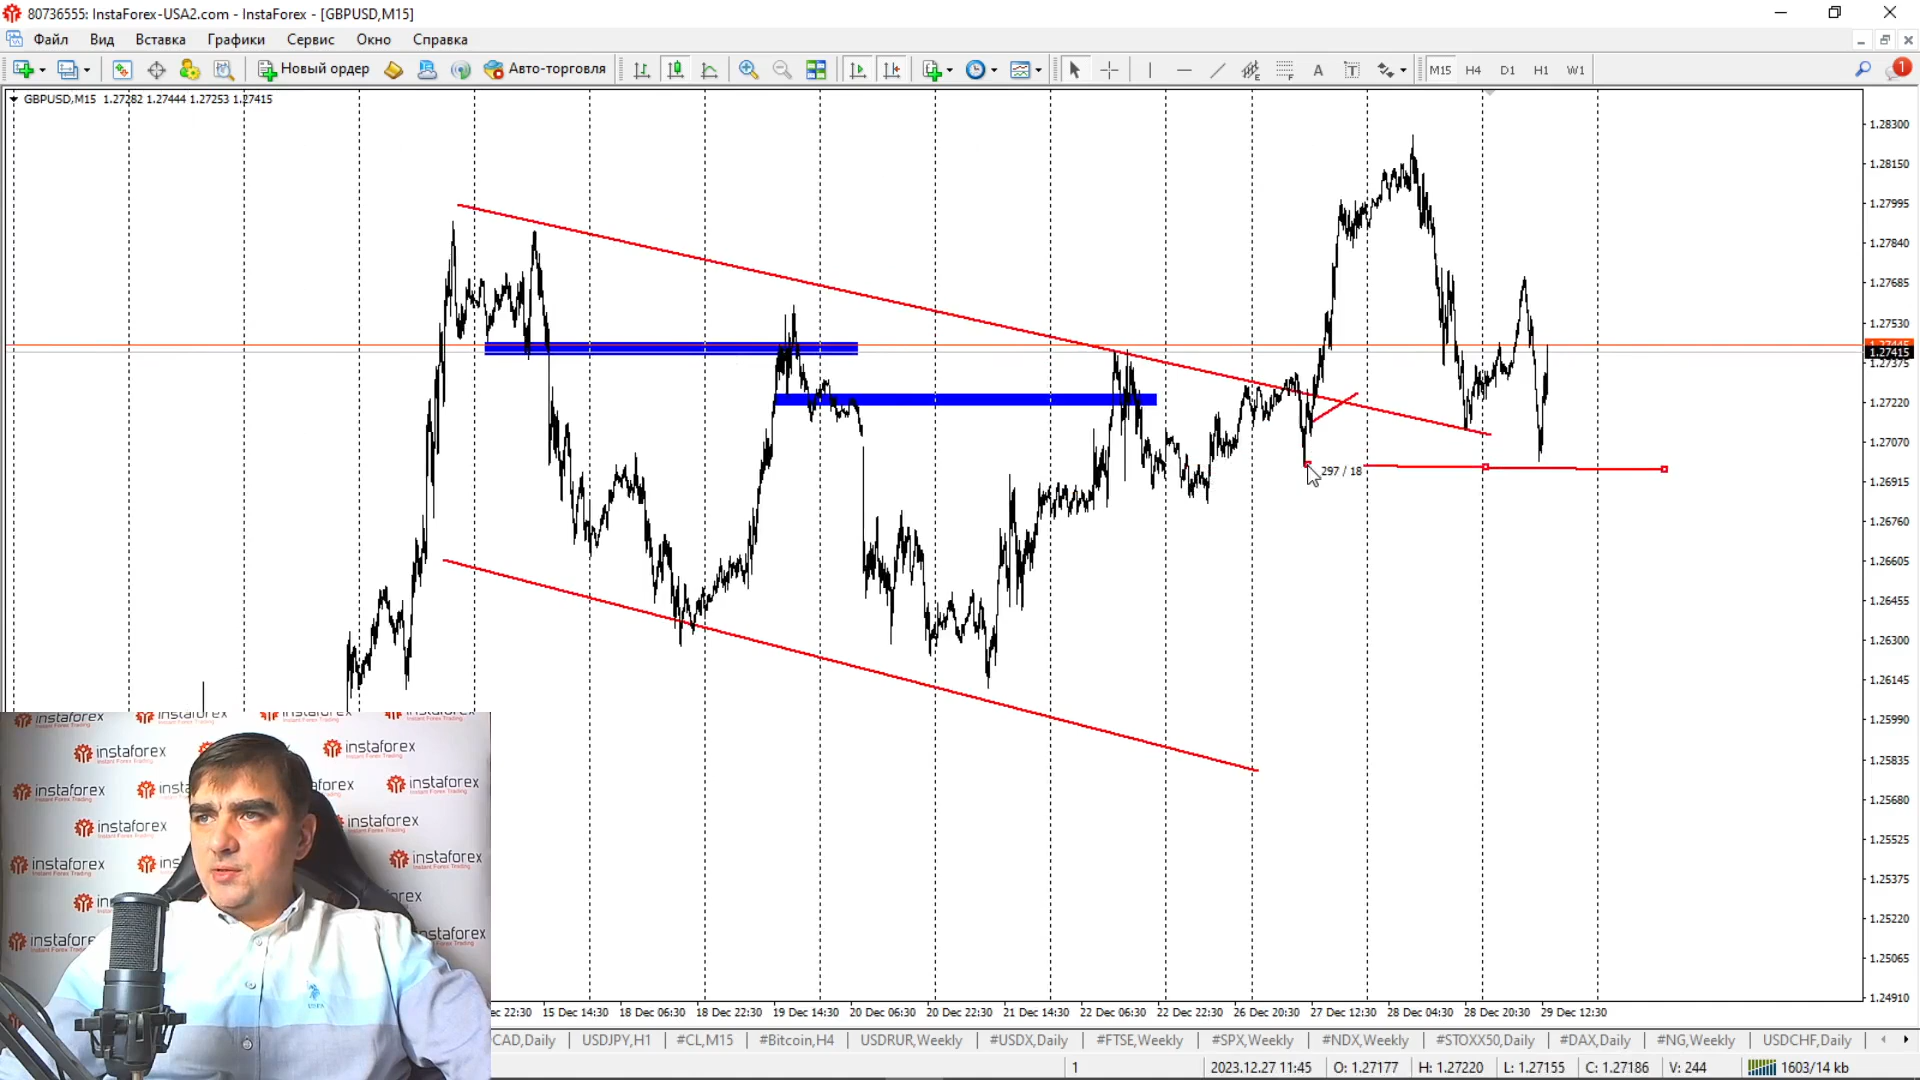 80736555: InstaForex-USA2.com - InstaForex - [GBPUSD,M15]
Файл Вид Вставка Графики Сервис Окно Справка
Новый ордер Авто-торговля A T M15 H4 D1 H1 W1 1
GBPUSD,M15 1.27282 1.27444 1.27253 1.27415
1.28300
1.28150
1.27995
1.27840
1.27685
1.27530
1.27415
1.27375
1.27220
1.27070
1.26915
1.26760
1.26605
1.26455
1.26300
1.26145
1.25990
1.25835
1.25680
1.25525
1.25375
1.25220
1.25065
1.24910
297 / 18
instaforex
Instant Forex Trading
instaforex
instaforex
instaforex
instaforex
instaforex
instaforex
instaforex
22:30 15 Dec 14:30 18 Dec 06:30 18 Dec 22:30 19 Dec 14:30 20 Dec 06:30 20 Dec 22:30 21 Dec 14:30 22 Dec 06:30 22 Dec 22:30 26 Dec 20:30 27 Dec 12:30 28 Dec 04:30 28 Dec 20:30 29 Dec 12:30
CAD,Daily USDJPY,H1 #CL,M15 #Bitcoin,H4 USDRUR,Weekly #USDX,Daily #FTSE,Weekly #SPX,Weekly #NDX,Weekly #STOXX50,Daily #DAX,Daily #NG,Weekly USDCHF,Daily
1 2023.12.27 11:45 O: 1.27177 H: 1.27220 L: 1.27155 C: 1.27186 V: 244 1603/14 kb